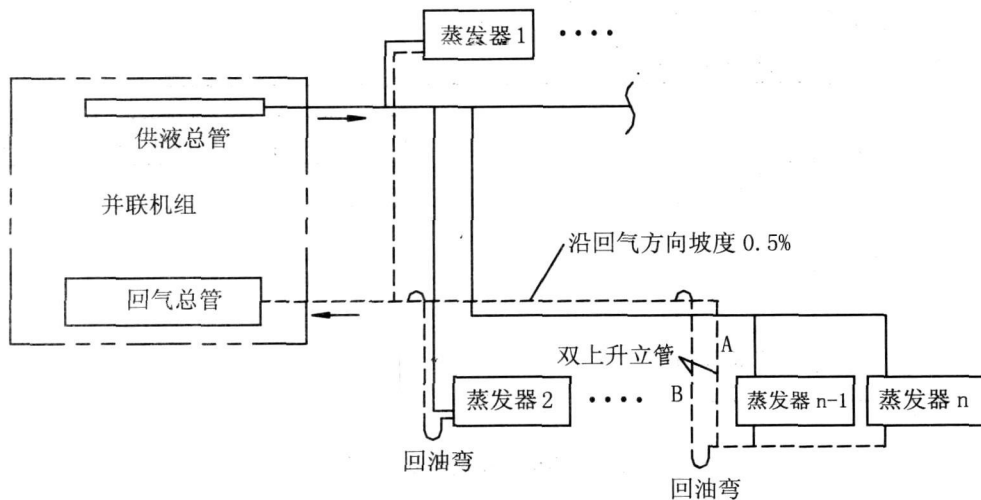 蒸发器1
供液总管
并联机组
沿回气方向坡度 0.5%
回气总管
双上升立管
A
B
蒸发器2
蒸发器 n-1
蒸发器 n
回油弯
回油弯